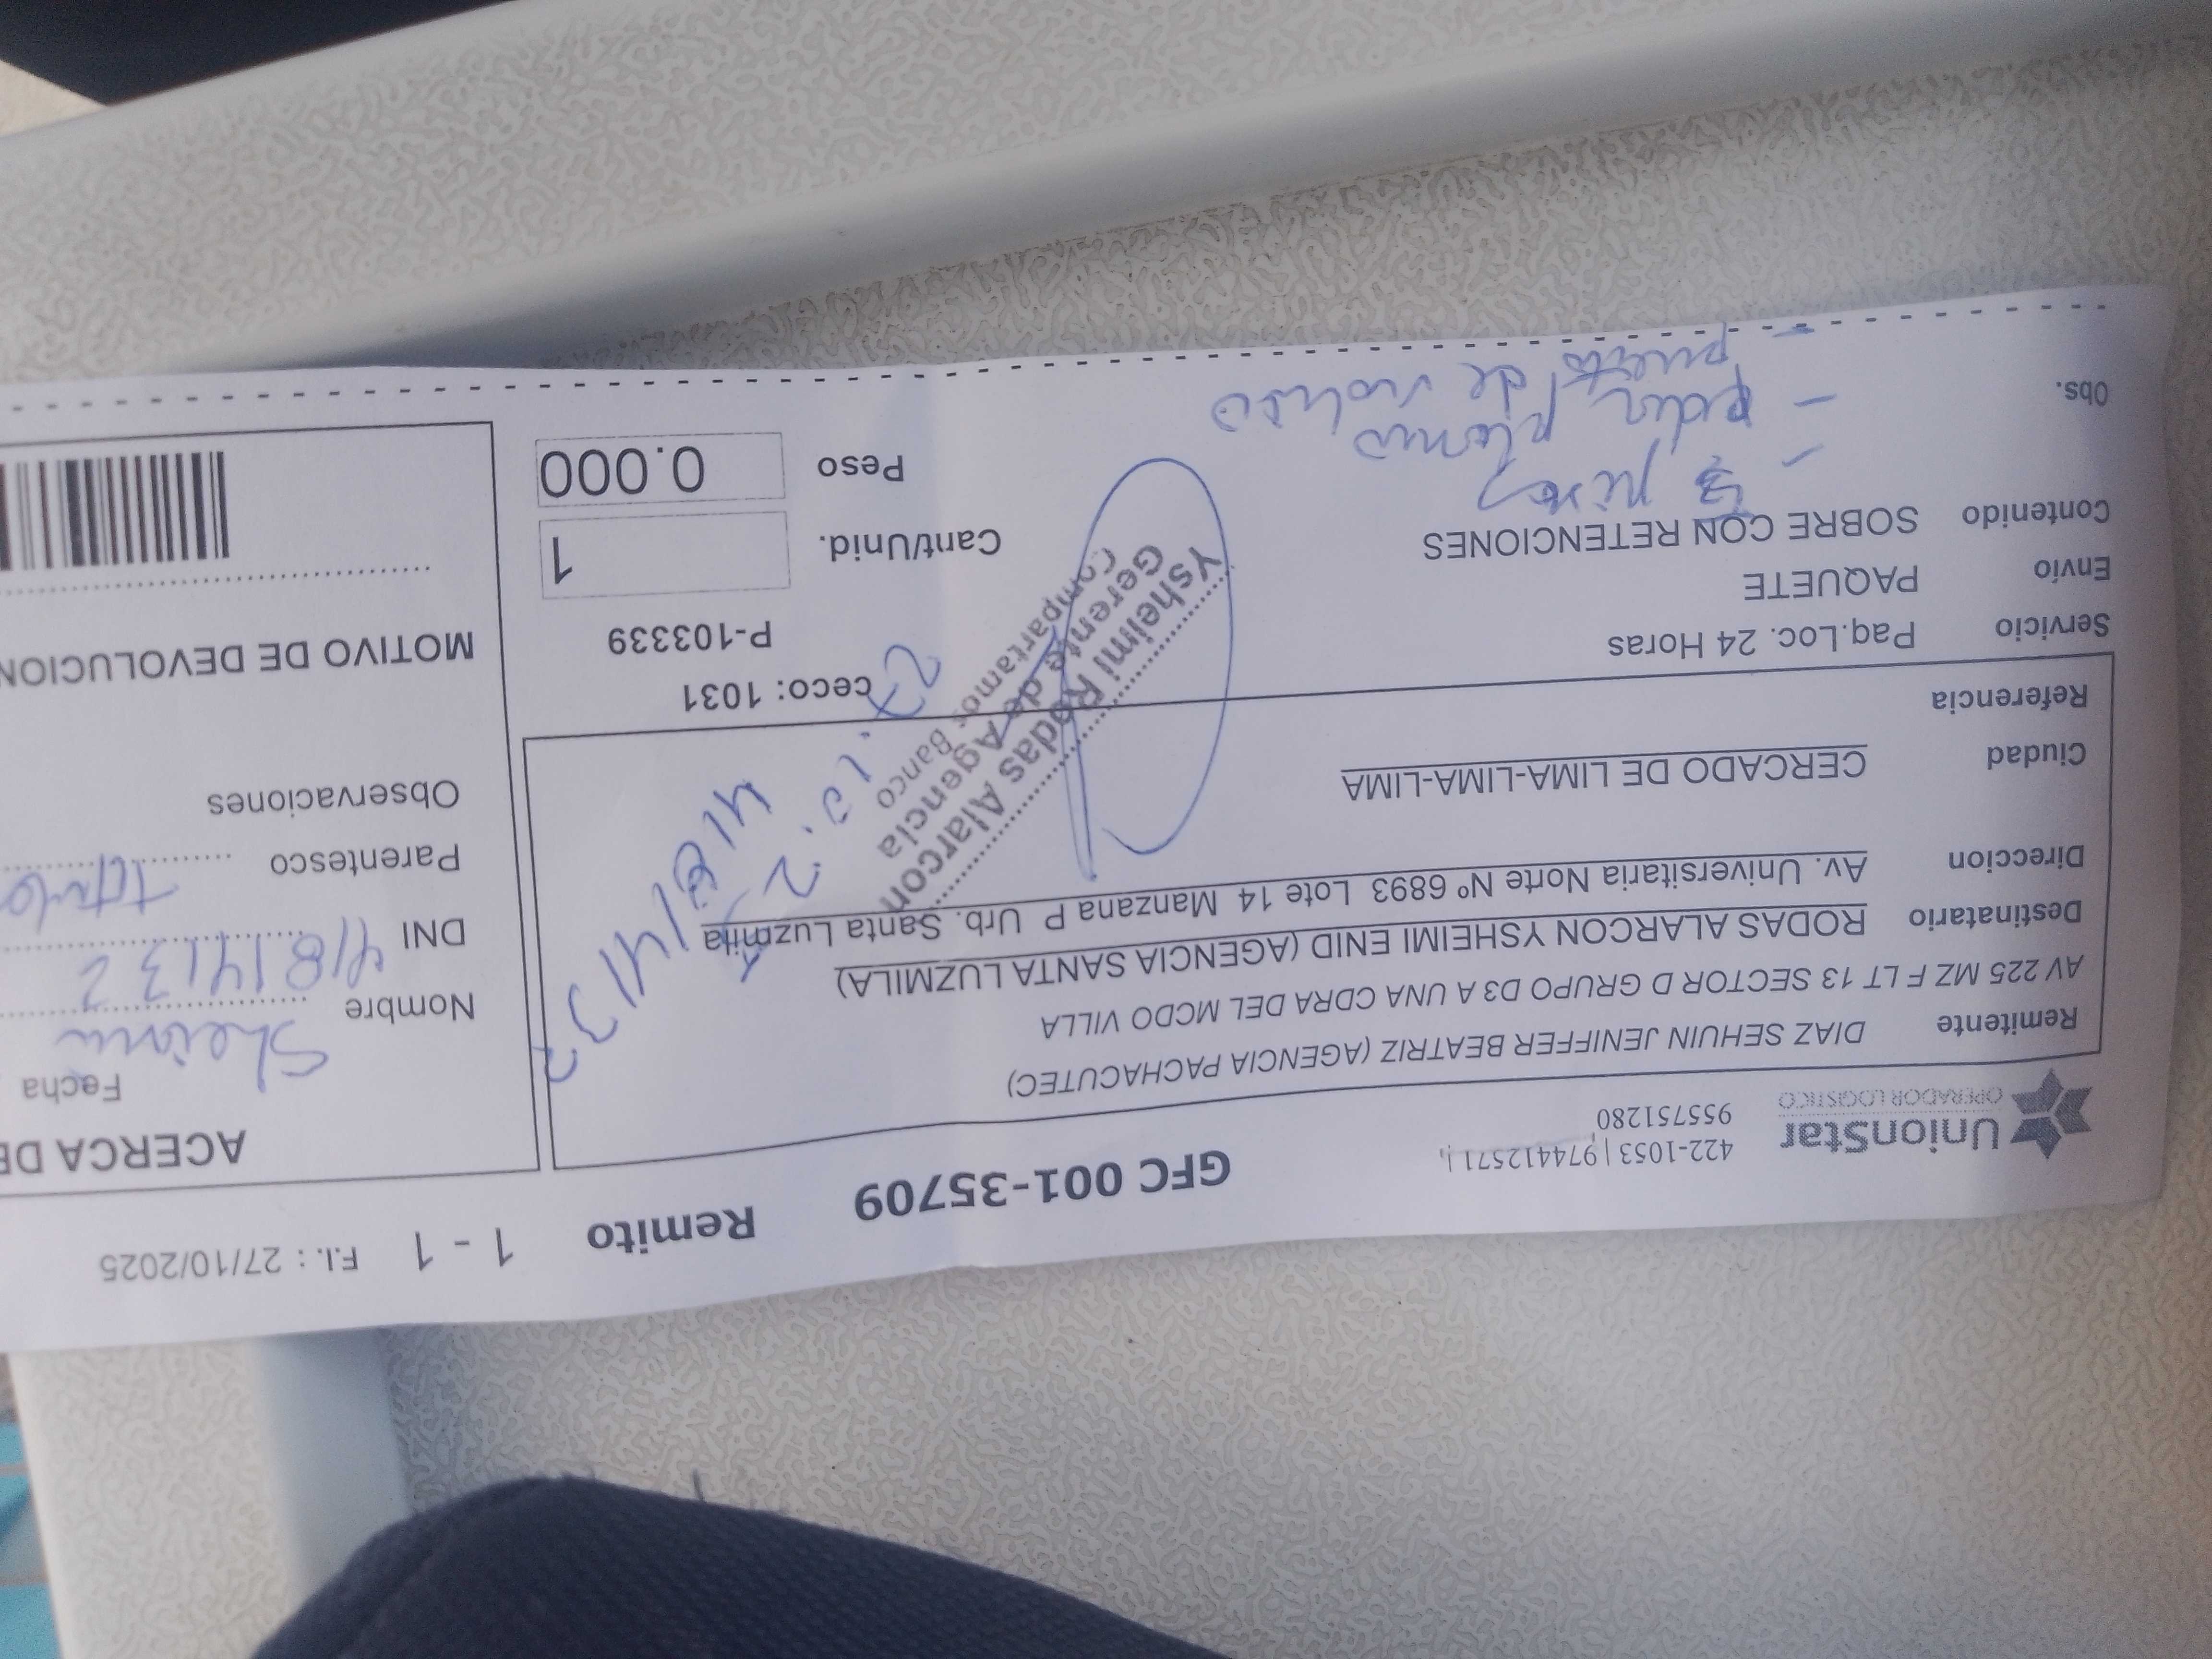 UnionStar
OPERADOR LOGISTICO
422-1053 | 974412571 |
955751280
GFC 001-35709
Remito
1 - 1
F.I. : 27/10/2025
Remitente DIAZ SEHUIN JENIFFER BEATRIZ (AGENCIA PACHACUTEC)
AV 225 MZ F LT 13 SECTOR D GRUPO D3 A UNA CDRA DEL MCDO VILLA
Destinatario RODAS ALARCON YSHEIMI ENID (AGENCIA SANTA LUZMILA)
Direccion Av. Universitaria Norte Nº 6893 Lote 14 Manzana P Urb. Santa Luzmila
Ciudad CERCADO DE LIMA-LIMA-LIMA
Referencia
Servicio Paq.Loc. 24 Horas
Envío PAQUETE
Contenido SOBRE CON RETENCIONES
Obs.
ceco: 1031
P-103339
Cant/Unid. 1
Peso 0.000
Ysheimi Rodas Alarcon
Gerente de Agencia
Compartamos Banco
41814132
ACERCA DE
Fecha
Nombre
DNI 41814132
Parentesco
Observaciones
MOTIVO DE DEVOLUCION